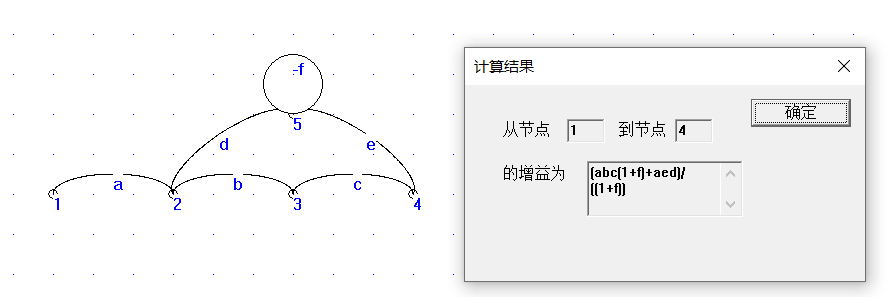 -f
5
d
e
a
b
c
1
2
3
4
计算结果
确定
从节点 1 到节点 4
的增益为
(abc(1+f)+aed)/
((1+f))